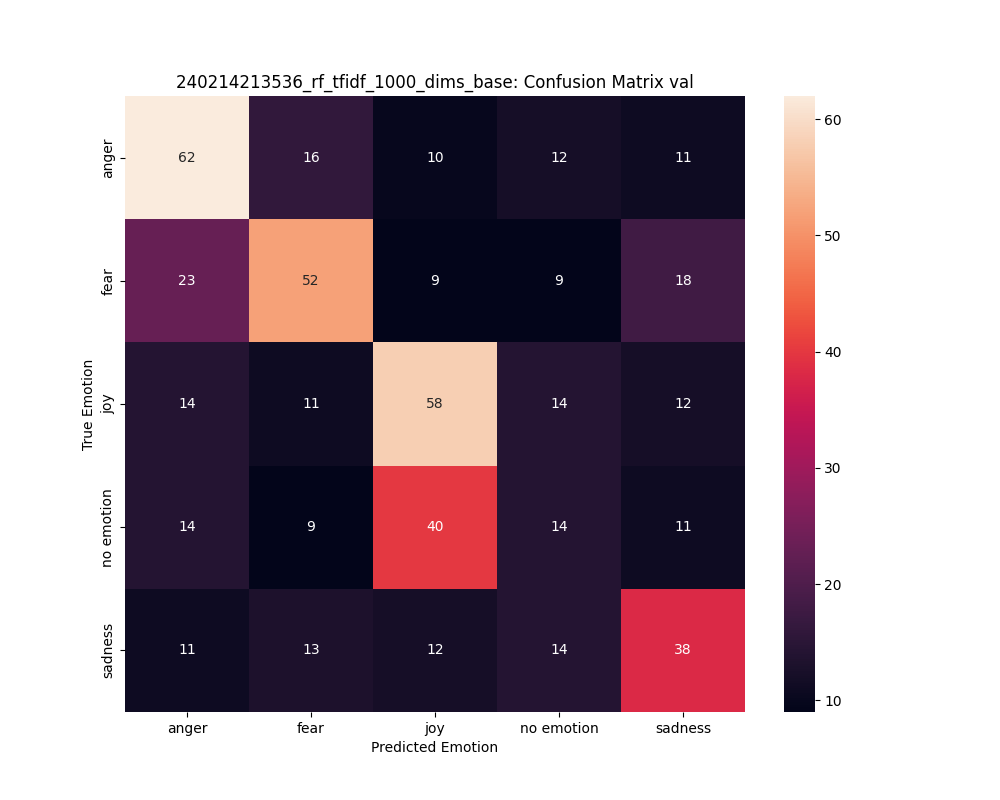 240214213536_rf_tfidf_1000_dims_base: Confusion Matrix val
anger 62 16 10 12 11
fear 23 52 9 9 18
joy 14 11 58 14 12
no emotion 14 9 40 14 11
sadness 11 13 12 14 38
True Emotion
anger fear joy no emotion sadness
Predicted Emotion
60
50
40
30
20
10